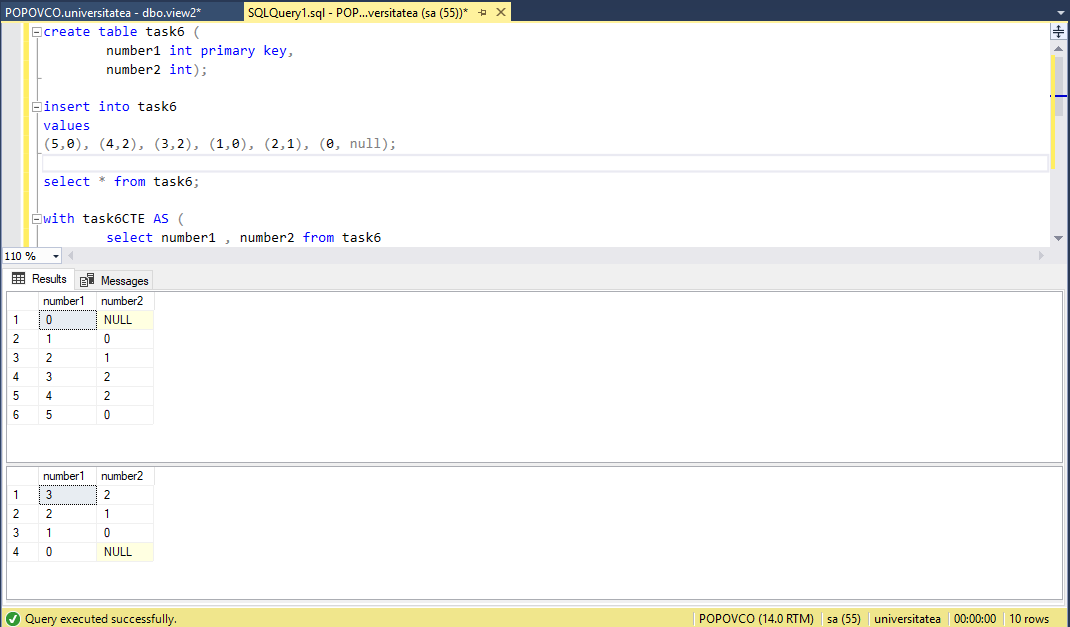 POPOVCO.universitatea - dbo.view2*
SQLQuery1.sql - POP...versitatea (sa (55))*
create table task6 (
number1 int primary key,
number2 int);
insert into task6
values
(5,0), (4,2), (3,2), (1,0), (2,1), (0, null);
select * from task6;
with task6CTE AS (
select number1 , number2 from task6
110 %
Results Messages
number1 number2
1 0 NULL
2 1 0
3 2 1
4 3 2
5 4 2
6 5 0
number1 number2
1 3 2
2 2 1
3 1 0
4 0 NULL
Query executed successfully. POPOVCO (14.0 RTM) sa (55) universitatea 00:00:00 10 rows